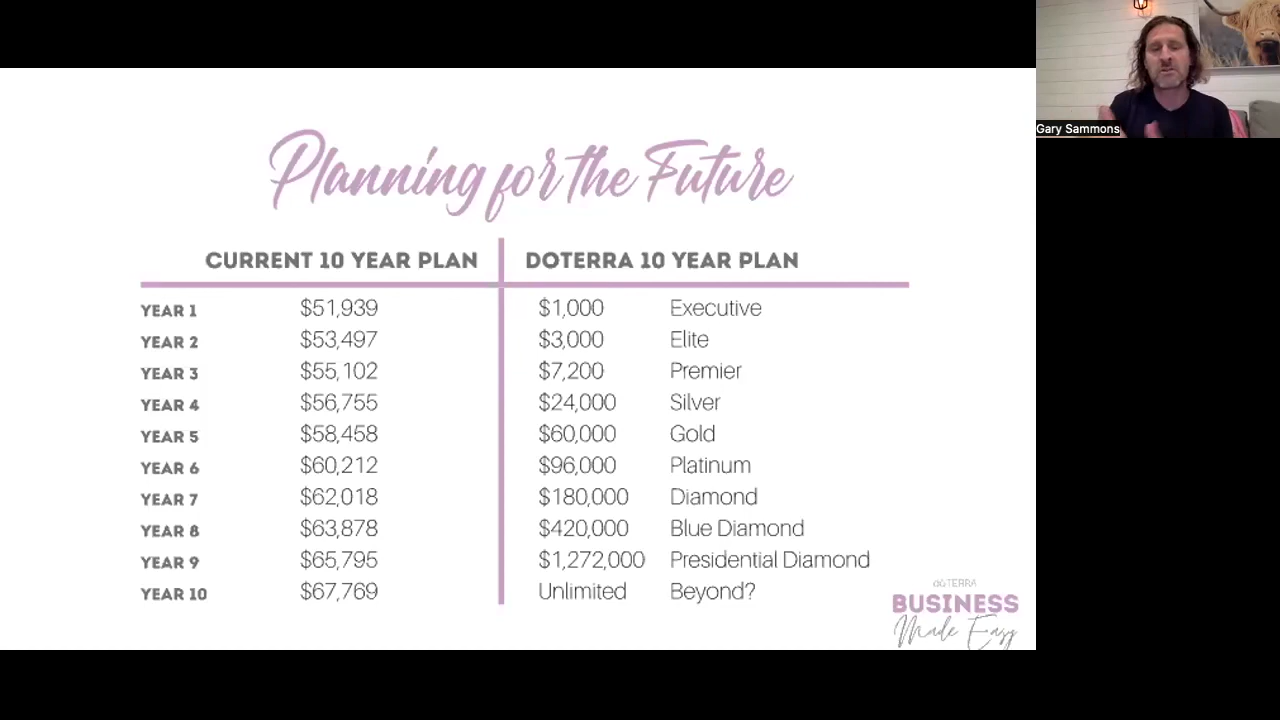 Gary Sammons
Planning for the Future
CURRENT 10 YEAR PLAN DOTERRA 10 YEAR PLAN
YEAR 1 $51,939 $1,000 Executive
YEAR 2 $53,497 $3,000 Elite
YEAR 3 $55,102 $7,200 Premier
YEAR 4 $56,755 $24,000 Silver
YEAR 5 $58,458 $60,000 Gold
YEAR 6 $60,212 $96,000 Platinum
YEAR 7 $62,018 $180,000 Diamond
YEAR 8 $63,878 $420,000 Blue Diamond
YEAR 9 $65,795 $1,272,000 Presidential Diamond
YEAR 10 $67,769 Unlimited Beyond?
dōTERRA
BUSINESS
Made Easy